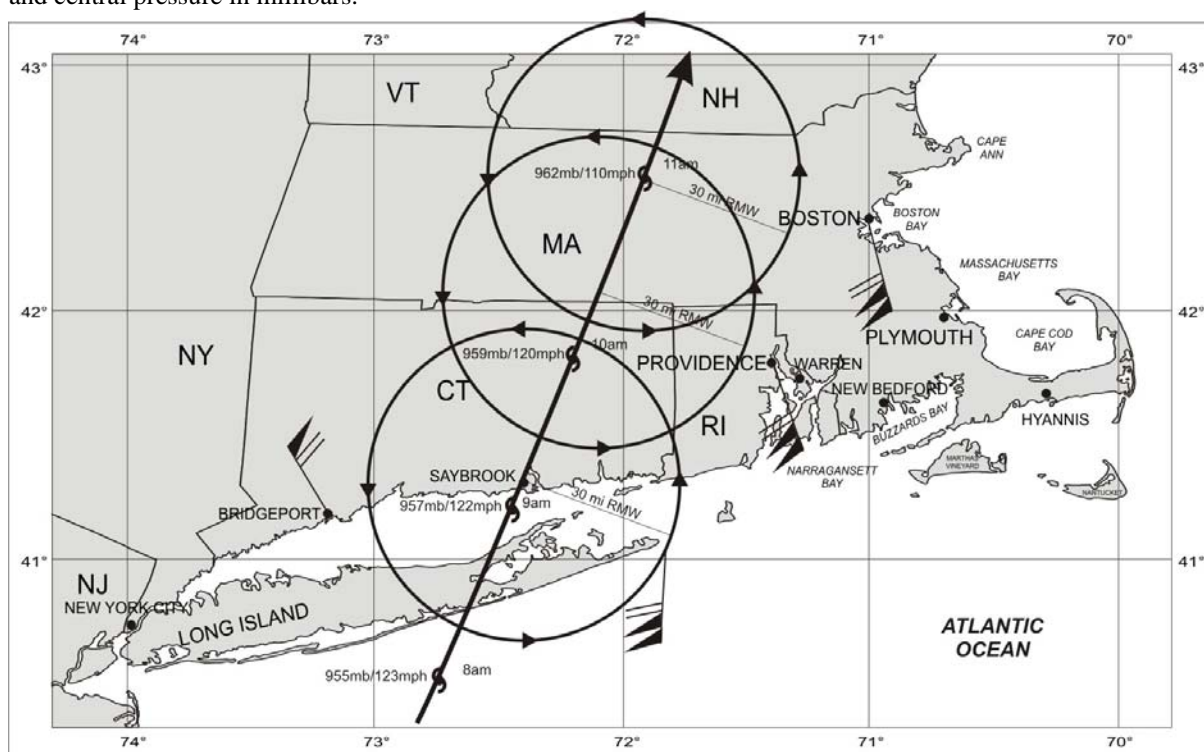 and central pressure in millibars.
74° 73° 72° 71° 70°
43° 43°
VT
NH
CAPE
ANN
11am
962mb/110mph
30 mi RMW
BOSTON
BOSTON
BAY
MA
MASSACHUSETTS
BAY
42° 42°
30 mi RMW
PLYMOUTH
CAPE COD
BAY
NY
10am
959mb/120mph
PROVIDENCE
WARREN
CT
NEW BEDFORD
RI
BUZZARDS BAY
HYANNIS
SAYBROOK
NARRAGANSETT
BAY
MARTHAS
VINEYARD
NANTUCKET
30 mi RMW
957mb/122mph
9am
BRIDGEPORT
41° 41°
NJ
NEW YORK CITY
LONG ISLAND
ATLANTIC
OCEAN
955mb/123mph
8am
74° 73° 72° 71° 70°